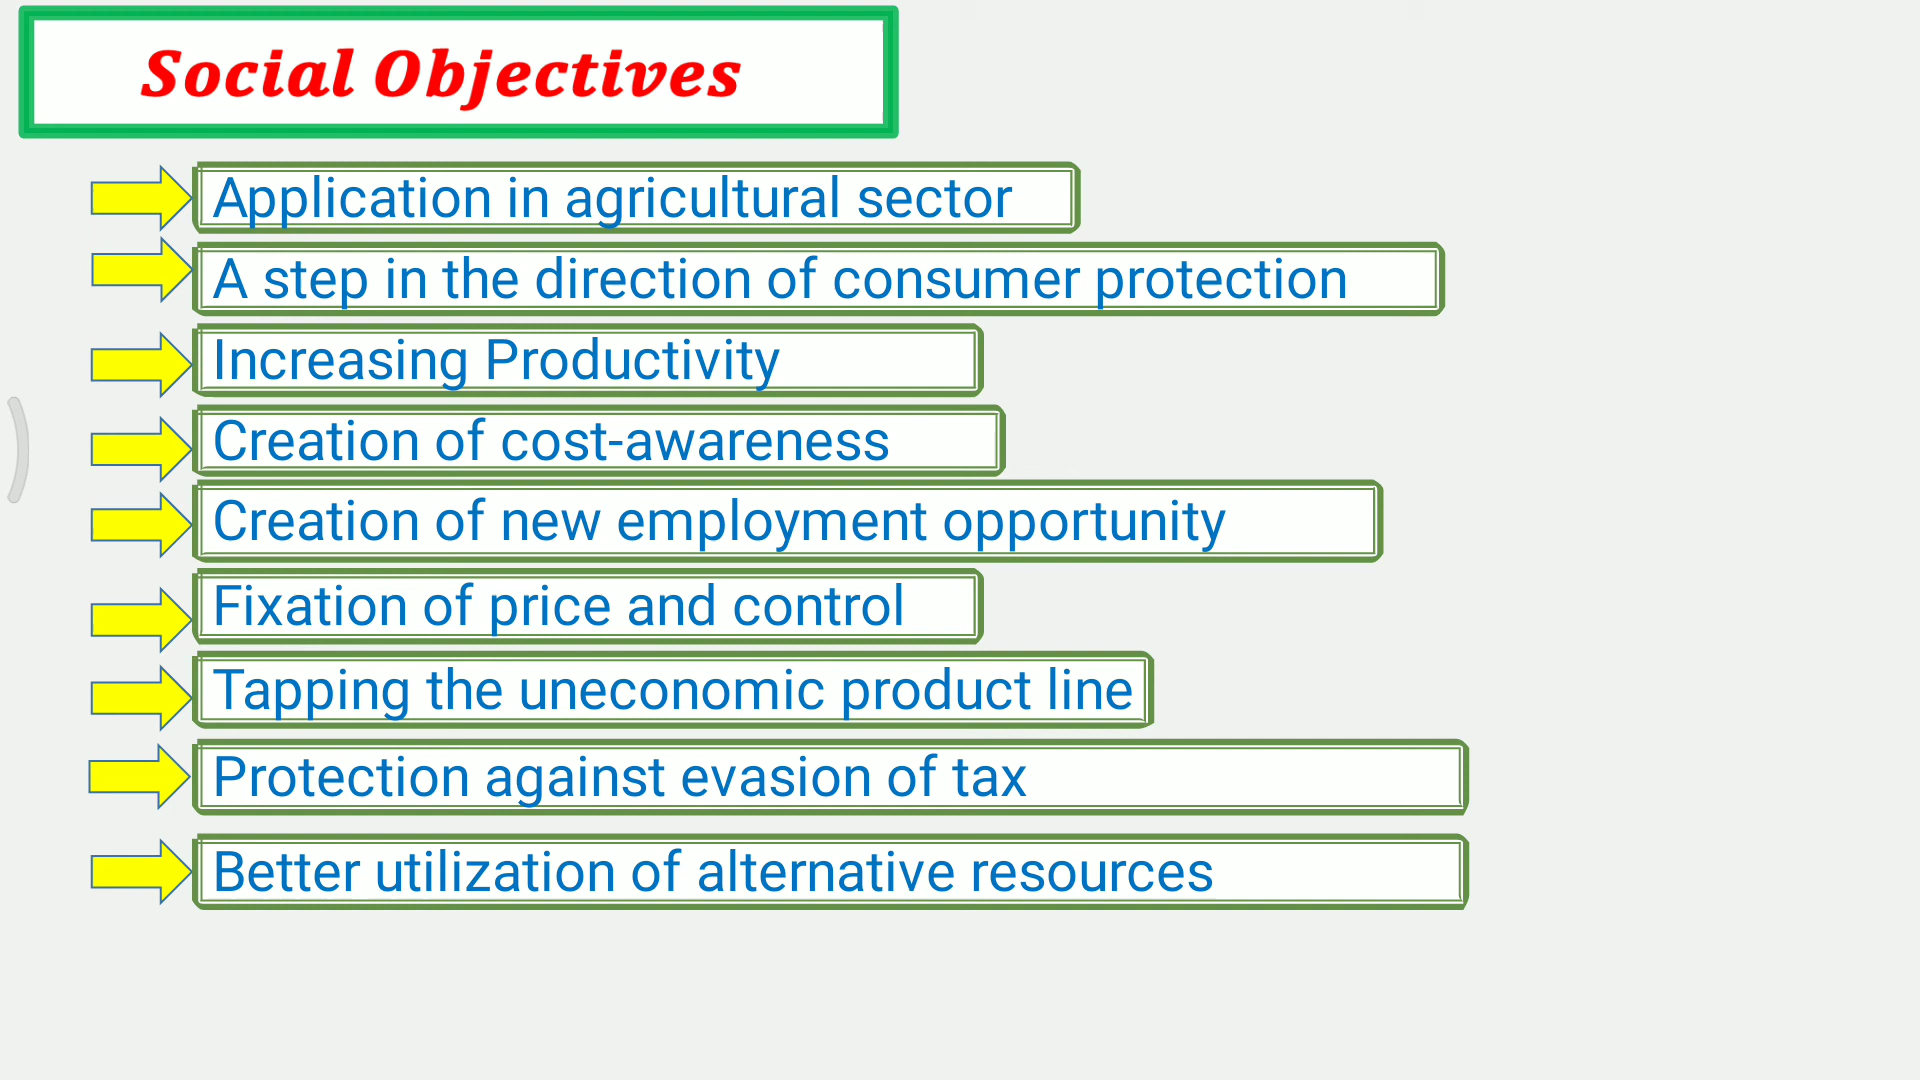 Social Objectives
Application in agricultural sector
A step in the direction of consumer protection
Increasing Productivity
Creation of cost-awareness
Creation of new employment opportunity
Fixation of price and control
Tapping the uneconomic product line
Protection against evasion of tax
Better utilization of alternative resources